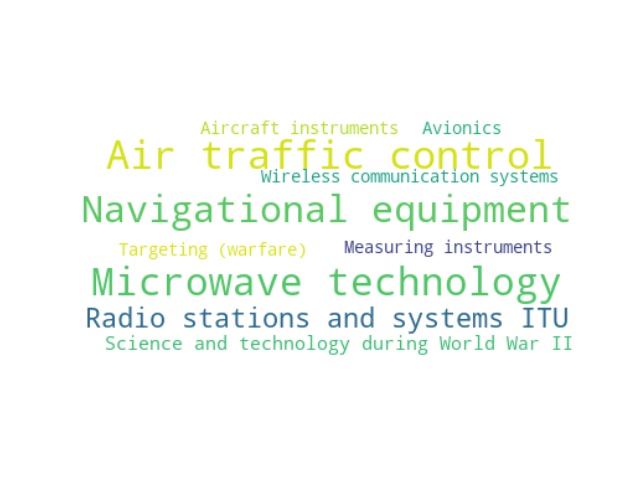 Aircraft instruments Avionics
Air traffic control
Wireless communication systems
Navigational equipment
Targeting (warfare) Measuring instruments
Microwave technology
Radio stations and systems ITU
Science and technology during World War II